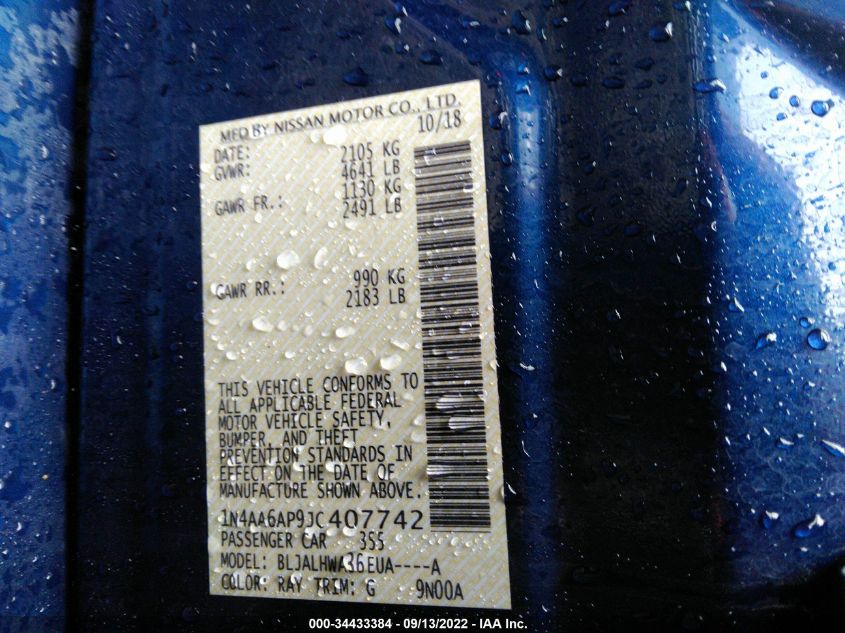 MFD BY NISSAN MOTOR CO., LTD.
10/18
DATE:
GVWR: 2105 KG
4641 LB
GAWR FR.: 1130 KG
2491 LB
GAWR RR.: 990 KG
2183 LB
THIS VEHICLE CONFORMS TO
ALL APPLICABLE FEDERAL
MOTOR VEHICLE SAFETY,
BUMPER, AND THEFT
PREVENTION STANDARDS IN
EFFECT ON THE DATE OF
MANUFACTURE SHOWN ABOVE.
1N4AA6AP9JC407742
PASSENGER CAR 355
MODEL: BLJALHWA36EUA----A
COLOR: RAY TRIM: G 9N00A
000-34433384 - 09/13/2022 - IAA Inc.